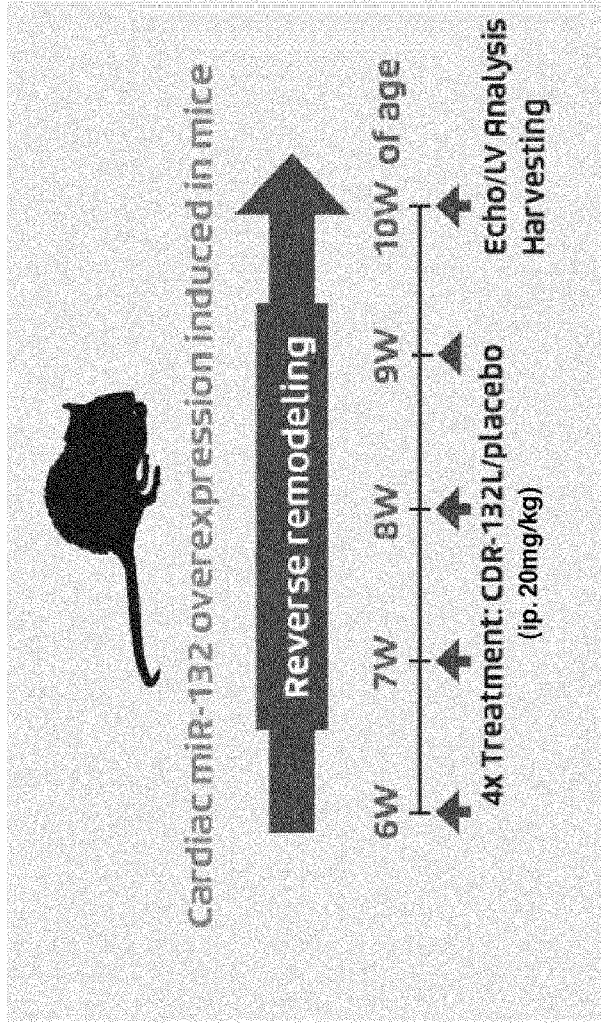 Cardiac miR-132 overexpression induced in mice
Reverse remodeling
6W 7W 8W 9W 10W of age
4x Treatment: CDR-132L/placebo
(ip. 20mg/kg)
Echo/LV Analysis
Harvesting